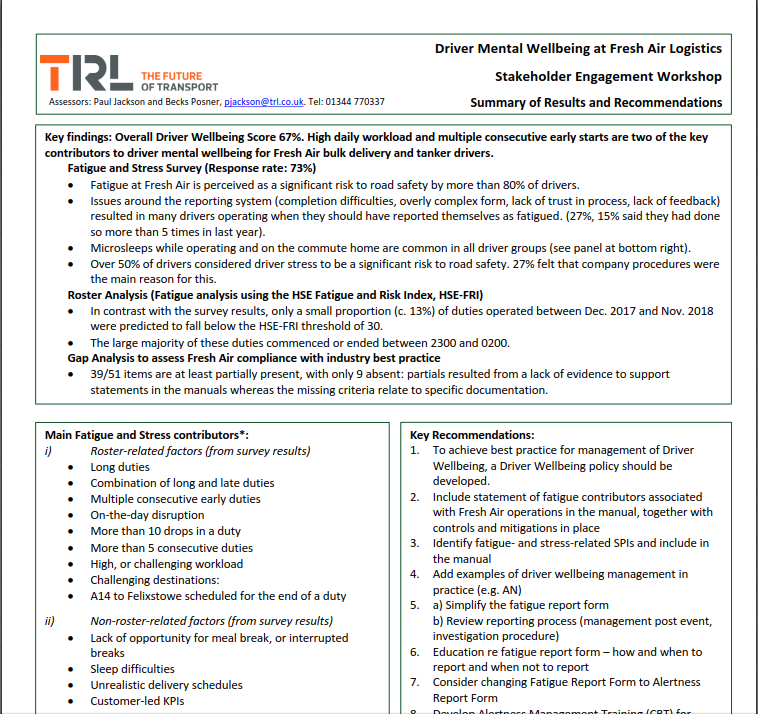 Driver Mental Wellbeing at Fresh Air Logistics
TRL THE FUTURE
OF TRANSPORT
Stakeholder Engagement Workshop
Assessors: Paul Jackson and Becks Posner, pjackson@trl.co.uk. Tel: 01344 770337
Summary of Results and Recommendations
Key findings: Overall Driver Wellbeing Score 67%. High daily workload and multiple consecutive early starts are two of the key
contributors to driver mental wellbeing for Fresh Air bulk delivery and tanker drivers.
Fatigue and Stress Survey (Response rate: 73%)
• Fatigue at Fresh Air is perceived as a significant risk to road safety by more than 80% of drivers.
• Issues around the reporting system (completion difficulties, overly complex form, lack of trust in process, lack of feedback)
resulted in many drivers operating when they should have reported themselves as fatigued. (27%, 15% said they had done
so more than 5 times in last year).
• Microsleeps while operating and on the commute home are common in all driver groups (see panel at bottom right).
• Over 50% of drivers considered driver stress to be a significant risk to road safety. 27% felt that company procedures were
the main reason for this.
Roster Analysis (Fatigue analysis using the HSE Fatigue and Risk Index, HSE-FRI)
• In contrast with the survey results, only a small proportion (c. 13%) of duties operated between Dec. 2017 and Nov. 2018
were predicted to fall below the HSE-FRI threshold of 30.
• The large majority of these duties commenced or ended between 2300 and 0200.
Gap Analysis to assess Fresh Air compliance with industry best practice
• 39/51 items are at least partially present, with only 9 absent: partials resulted from a lack of evidence to support
statements in the manuals whereas the missing criteria relate to specific documentation.
Main Fatigue and Stress contributors*:
i) Roster-related factors (from survey results)
• Long duties
• Combination of long and late duties
• Multiple consecutive early duties
• On-the-day disruption
• More than 10 drops in a duty
• More than 5 consecutive duties
• High, or challenging workload
• Challenging destinations:
• A14 to Felixstowe scheduled for the end of a duty
ii) Non-roster-related factors (from survey results)
• Lack of opportunity for meal break, or interrupted
breaks
• Sleep difficulties
• Unrealistic delivery schedules
• Customer-led KPIs
Key Recommendations:
1. To achieve best practice for management of Driver
Wellbeing, a Driver Wellbeing policy should be
developed.
2. Include statement of fatigue contributors associated
with Fresh Air operations in the manual, together with
controls and mitigations in place
3. Identify fatigue- and stress-related SPIs and include in
the manual
4. Add examples of driver wellbeing management in
practice (e.g. AN)
5. a) Simplify the fatigue report form
b) Review reporting process (management post event,
investigation procedure)
6. Education re fatigue report form – how and when to
report and when not to report
7. Consider changing Fatigue Report Form to Alertness
Report Form
8. Develop Alertness Management Training (CBT) for